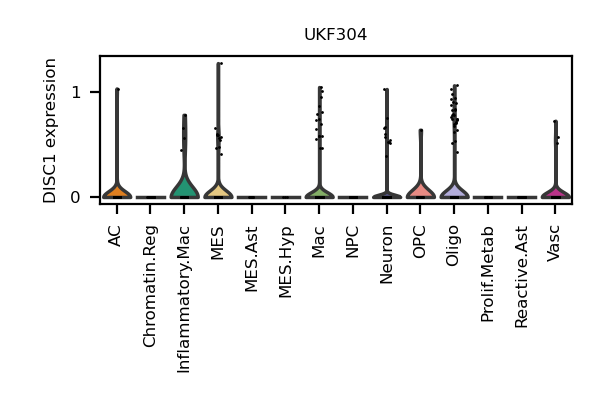 UKF304
DISC1 expression
1
0
AC
Chromatin.Reg
Inflammatory.Mac
MES
MES.Ast
MES.Hyp
Mac
NPC
Neuron
OPC
Oligo
Prolif.Metab
Reactive.Ast
Vasc